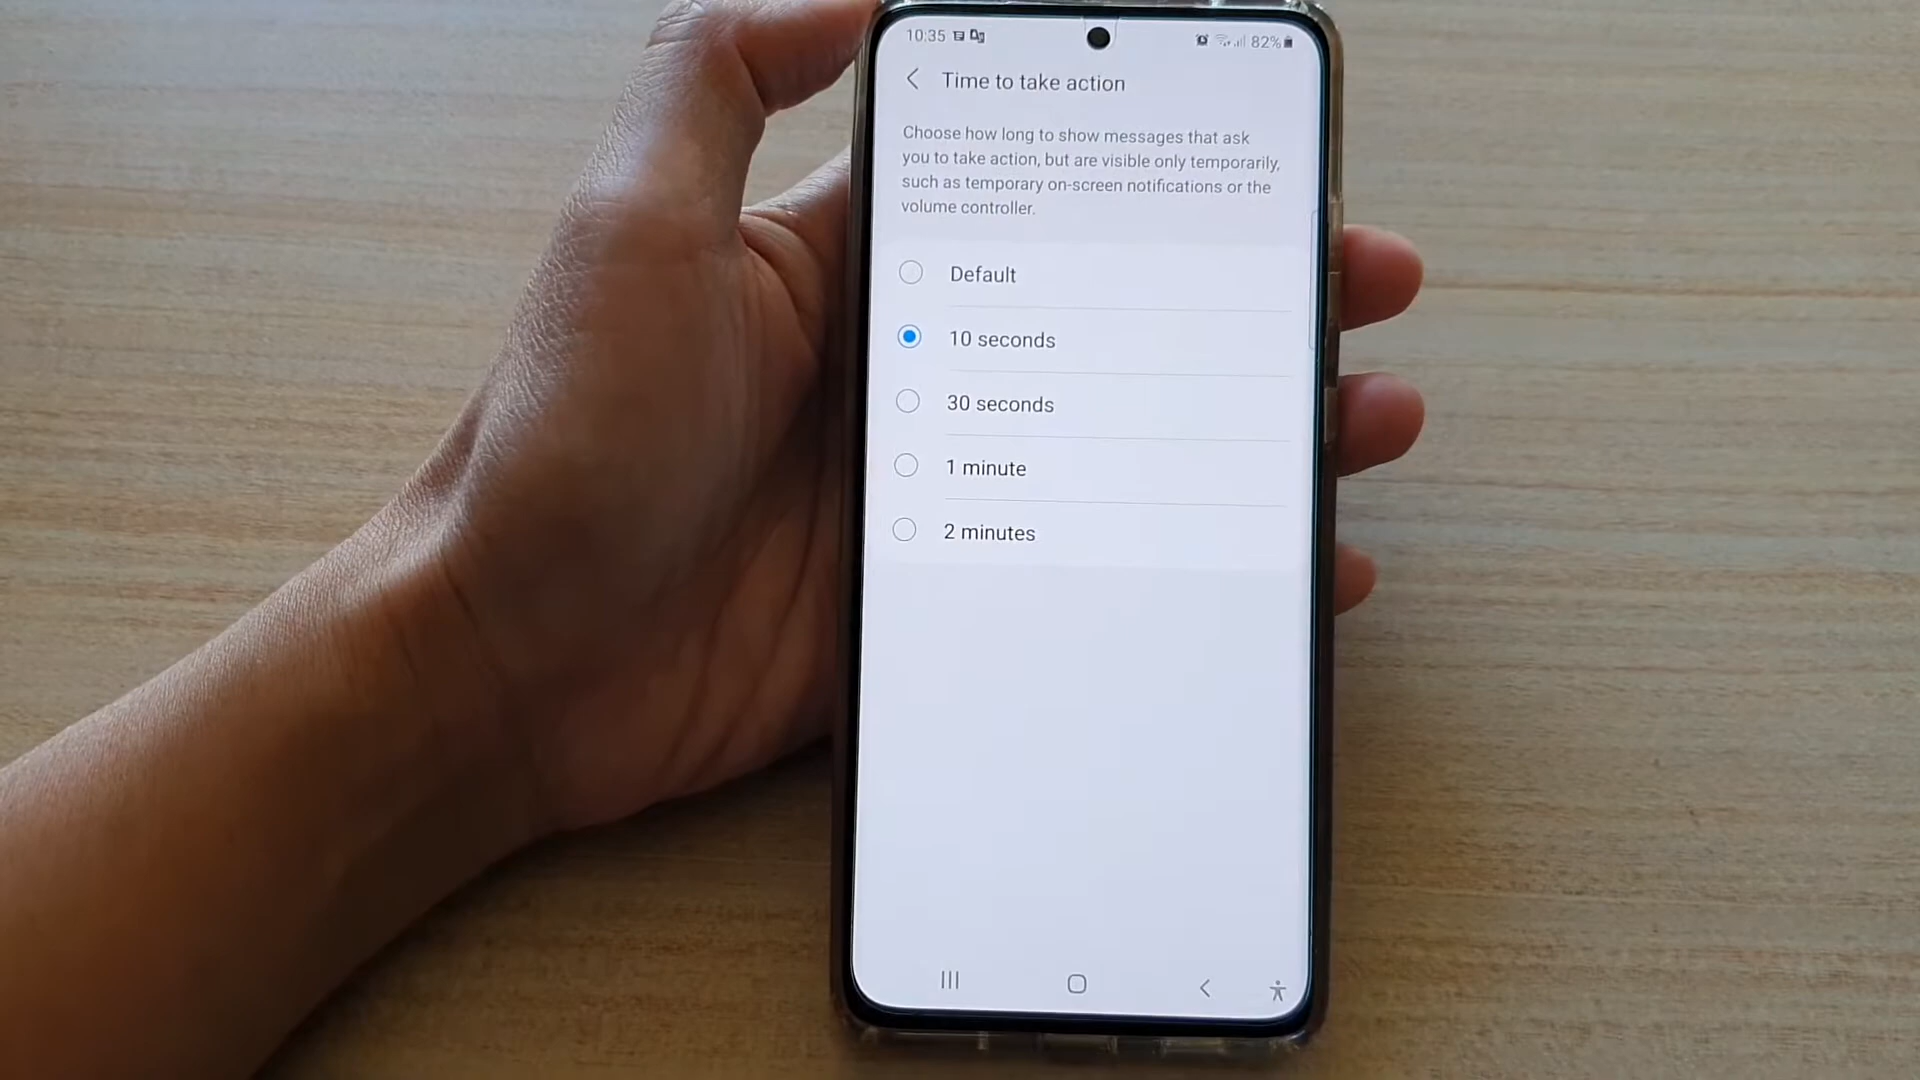 10:35
82%
Time to take action
Choose how long to show messages that ask
you to take action, but are visible only temporarily,
such as temporary on-screen notifications or the
volume controller.
Default
10 seconds
30 seconds
1 minute
2 minutes